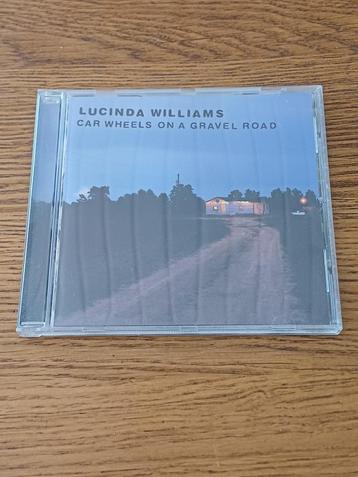 LUCINDA WILLIAMS
CAR WHEELS ON A GRAVEL ROAD